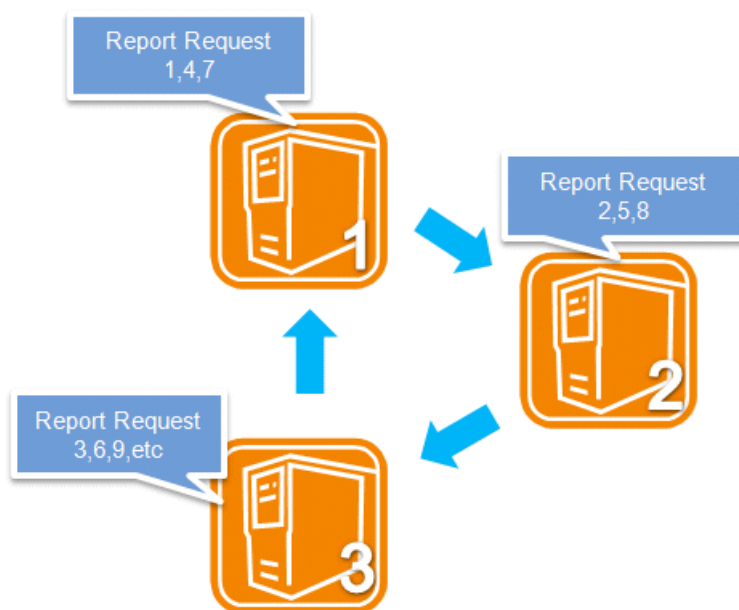 Report Request
1,4,7
1
Report Request
2,5,8
2
Report Request
3,6,9,etc
3